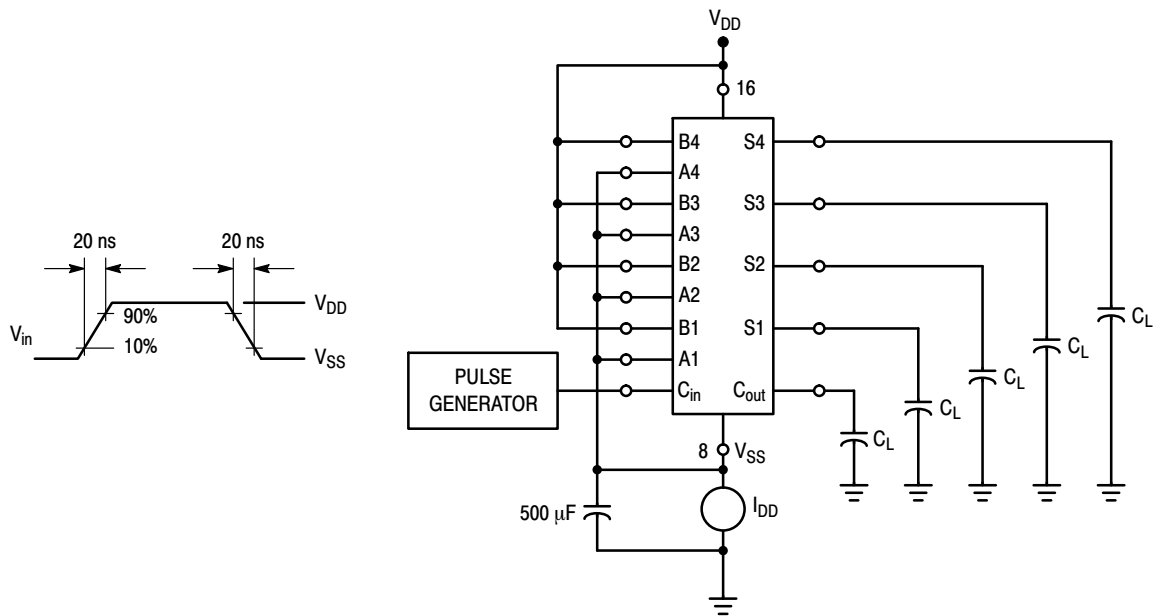 20 ns 20 ns
V_in
90%
10%
V_DD
V_SS
V_DD
16
B4
A4
B3
A3
B2
A2
B1
A1
C_in
S4
S3
S2
S1
C_out
PULSE
GENERATOR
8 V_SS
500 μF
I_DD
C_L
C_L
C_L
C_L
C_L